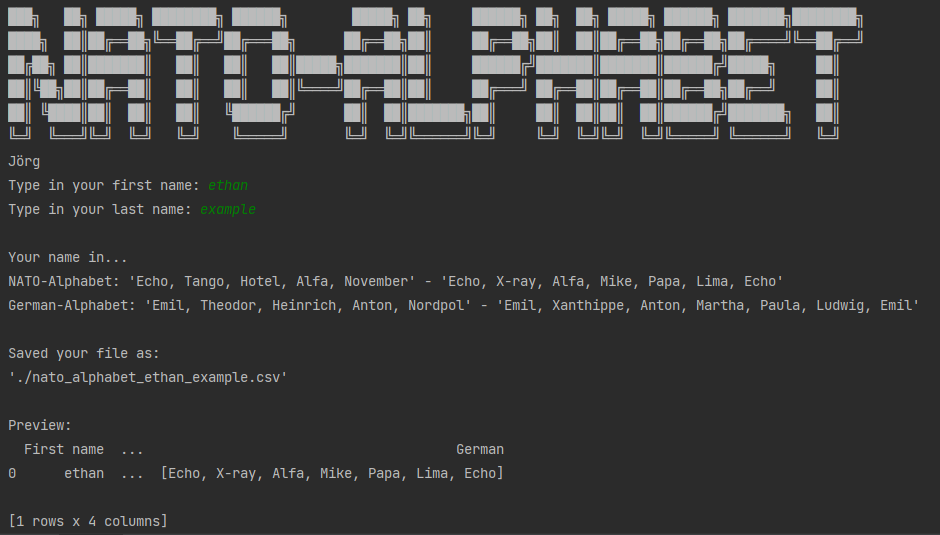 NATO-ALPHABET
Jörg
Type in your first name: ethan
Type in your last name: example
Your name in...
NATO-Alphabet: 'Echo, Tango, Hotel, Alfa, November' - 'Echo, X-ray, Alfa, Mike, Papa, Lima, Echo'
German-Alphabet: 'Emil, Theodor, Heinrich, Anton, Nordpol' - 'Emil, Xanthippe, Anton, Martha, Paula, Ludwig, Emil'
Saved your file as:
'./nato_alphabet_ethan_example.csv'
Preview:
First name ... German
0 ethan ... [Echo, X-ray, Alfa, Mike, Papa, Lima, Echo]
[1 rows x 4 columns]